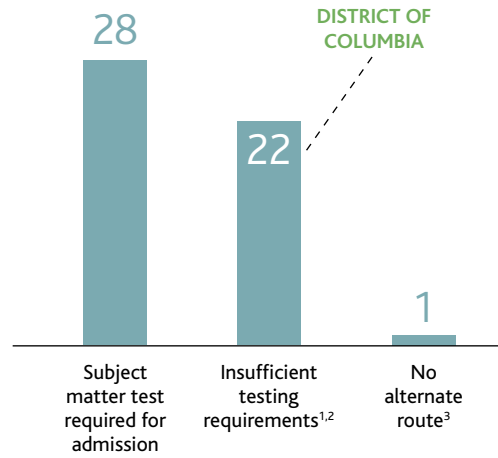 28
DISTRICT OF
COLUMBIA
22
1
Subject
matter test
required for
admission
Insufficient
testing
requirements1,2
No
alternate
route3